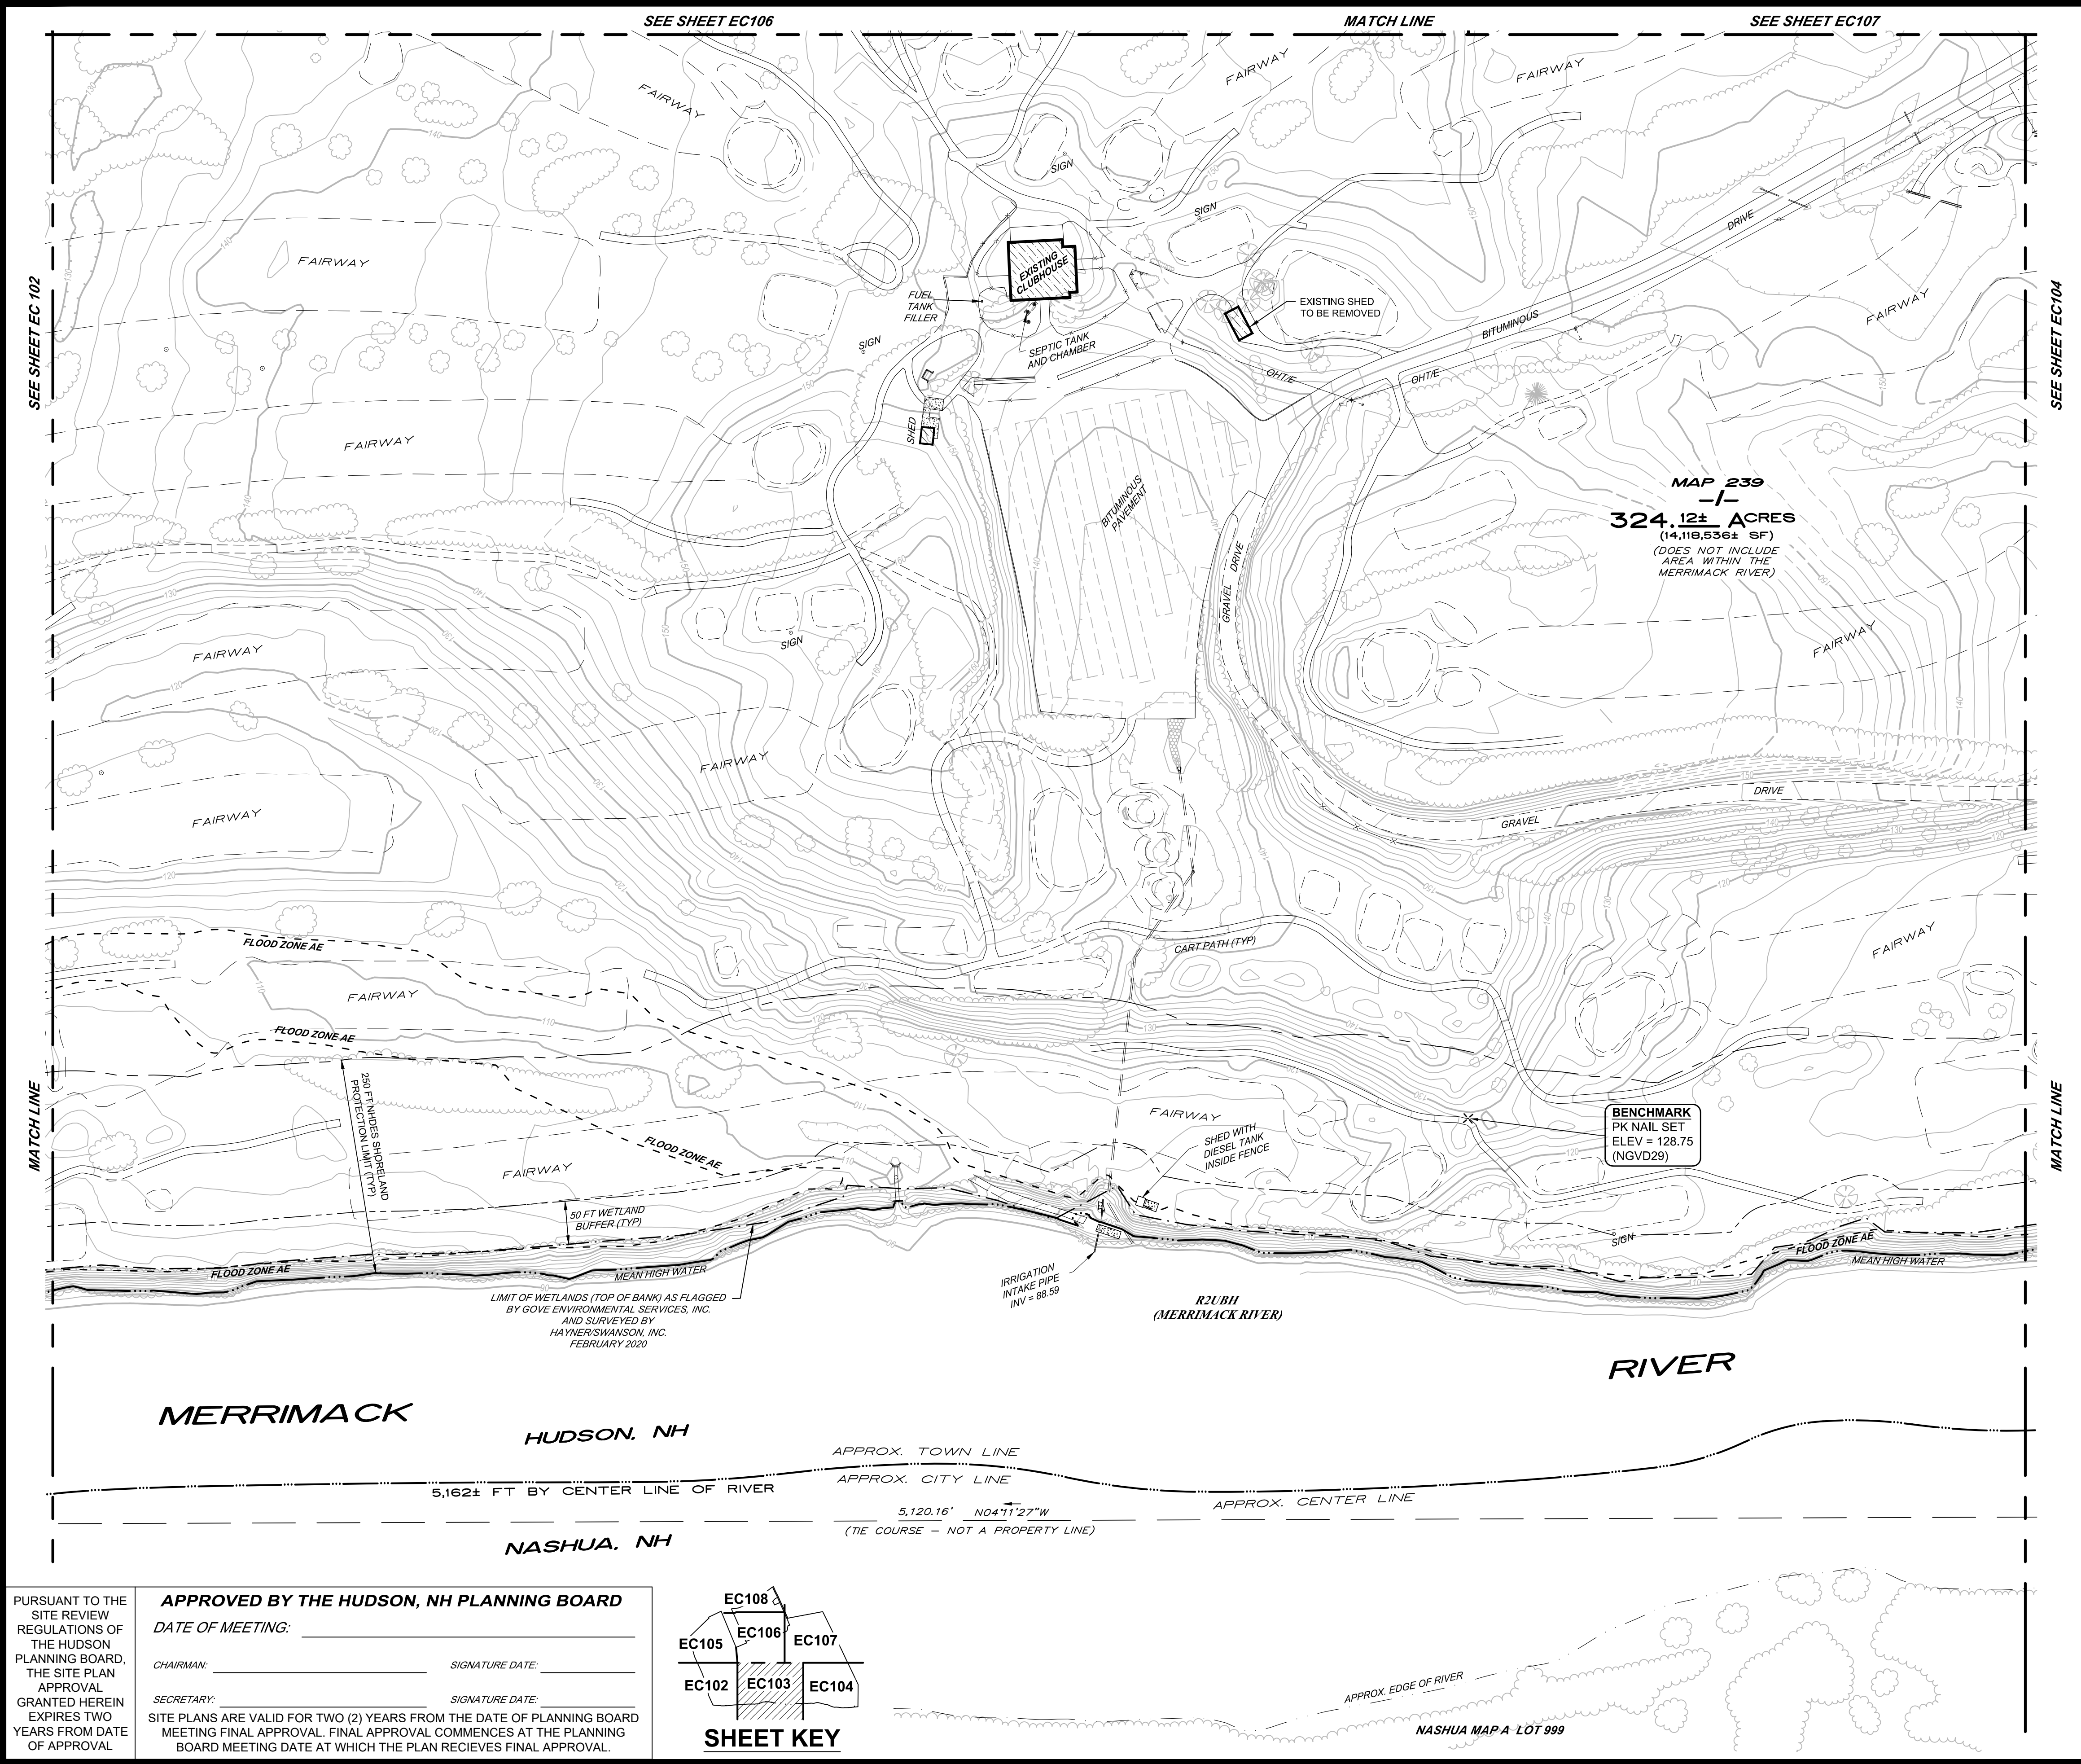 SEE SHEET EC106
MATCH LINE
SEE SHEET EC107
FAIRWAY
FAIRWAY
FAIRWAY
SIGN
SIGN
DRIVE
FAIRWAY
EXISTING
CLUBHOUSE
SEE SHEET EC 102
SEE SHEET EC104
FUEL
TANK
FILLER
EXISTING SHED
TO BE REMOVED
FAIRWAY
BITUMINOUS
SIGN
SEPTIC TANK
AND CHAMBER
OHT/E
OHT/E
FAIRWAY
SHED
BITUMINOUS
PAVEMENT
MAP 239
324.12± ACRES
(14,118,536± SF)
(DOES NOT INCLUDE
AREA WITHIN THE
MERRIMACK RIVER)
GRAVEL DRIVE
SIGN
FAIRWAY
FAIRWAY
FAIRWAY
DRIVE
FAIRWAY
GRAVEL
FLOOD ZONE AE
CART PATH (TYP)
FAIRWAY
FAIRWAY
FLOOD ZONE AE
250 FT NHDES SHORELAND
PROTECTION LIMIT (TYP)
MATCH LINE
MATCH LINE
FAIRWAY
BENCHMARK
PK NAIL SET
ELEV = 128.75
(NGVD29)
SHED WITH
DIESEL TANK
INSIDE FENCE
FLOOD ZONE AE
FAIRWAY
50 FT WETLAND
BUFFER (TYP)
SIGN
FLOOD ZONE AE
MEAN HIGH WATER
FLOOD ZONE AE
MEAN HIGH WATER
IRRIGATION
INTAKE PIPE
INV = 88.59
LIMIT OF WETLANDS (TOP OF BANK) AS FLAGGED
BY GOVE ENVIRONMENTAL SERVICES, INC.
AND SURVEYED BY
HAYNER/SWANSON, INC.
FEBRUARY 2020
R2UBH
(MERRIMACK RIVER)
RIVER
MERRIMACK
HUDSON, NH
APPROX. TOWN LINE
APPROX. CITY LINE
5,162± FT BY CENTER LINE OF RIVER
APPROX. CENTER LINE
5,120.16' N04°11'27"W
(TIE COURSE – NOT A PROPERTY LINE)
NASHUA, NH
PURSUANT TO THE
SITE REVIEW
REGULATIONS OF
THE HUDSON
PLANNING BOARD,
THE SITE PLAN
APPROVAL
GRANTED HEREIN
EXPIRES TWO
YEARS FROM DATE
OF APPROVAL
APPROVED BY THE HUDSON, NH PLANNING BOARD
DATE OF MEETING:
CHAIRMAN: SIGNATURE DATE:
SECRETARY: SIGNATURE DATE:
SITE PLANS ARE VALID FOR TWO (2) YEARS FROM THE DATE OF PLANNING BOARD
MEETING FINAL APPROVAL. FINAL APPROVAL COMMENCES AT THE PLANNING
BOARD MEETING DATE AT WHICH THE PLAN RECIEVES FINAL APPROVAL.
EC108
EC105
EC106
EC107
EC102
EC103
EC104
SHEET KEY
APPROX. EDGE OF RIVER
NASHUA MAP A LOT 999